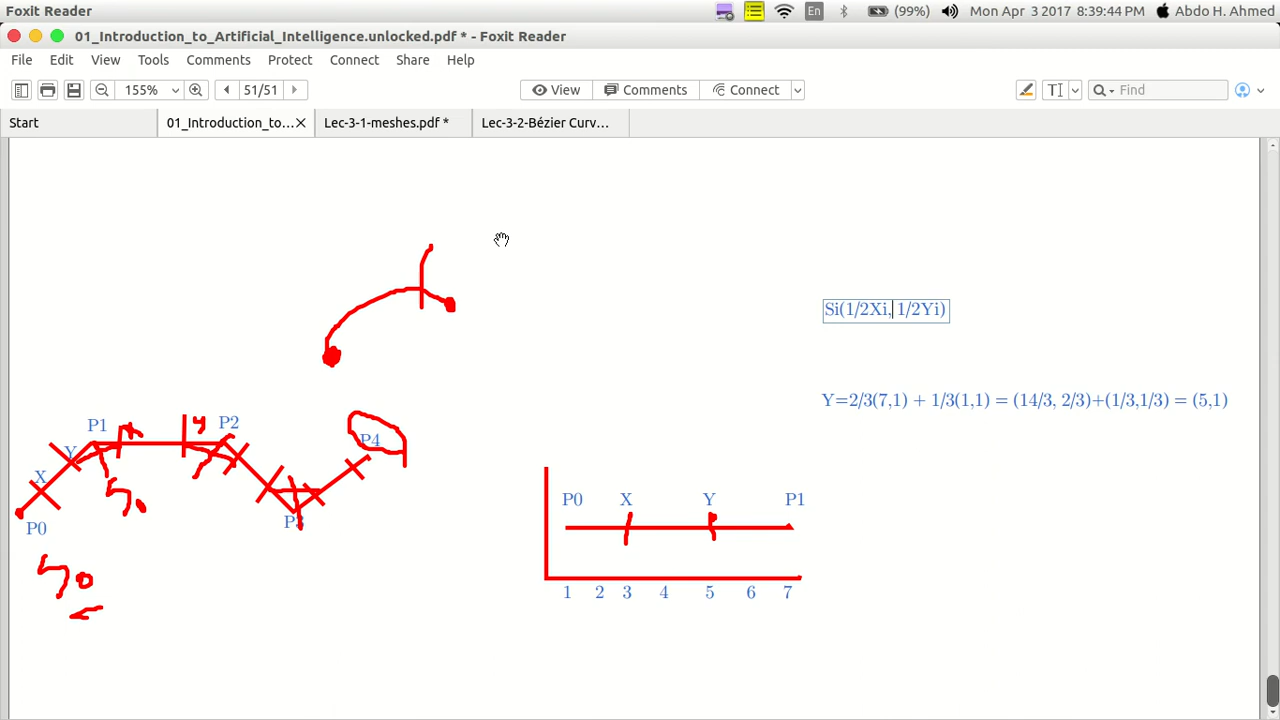 Foxit Reader En (99%) Mon Apr 3 2017 8:39:44 PM Abdo H. Ahmed
01_Introduction_to_Artificial_Intelligence.unlocked.pdf * - Foxit Reader
File Edit View Tools Comments Protect Connect Share Help
155% 51/51 View Comments Connect Find
Start 01_Introduction_to... Lec-3-1-meshes.pdf * Lec-3-2-Bézier Curv...
Si(1/2Xi, 1/2Yi)
Y=2/3(7,1) + 1/3(1,1) = (14/3, 2/3)+(1/3,1/3) = (5,1)
P1 y P2 P4
Y
X
P0 P3
P0 X Y P1
1 2 3 4 5 6 7